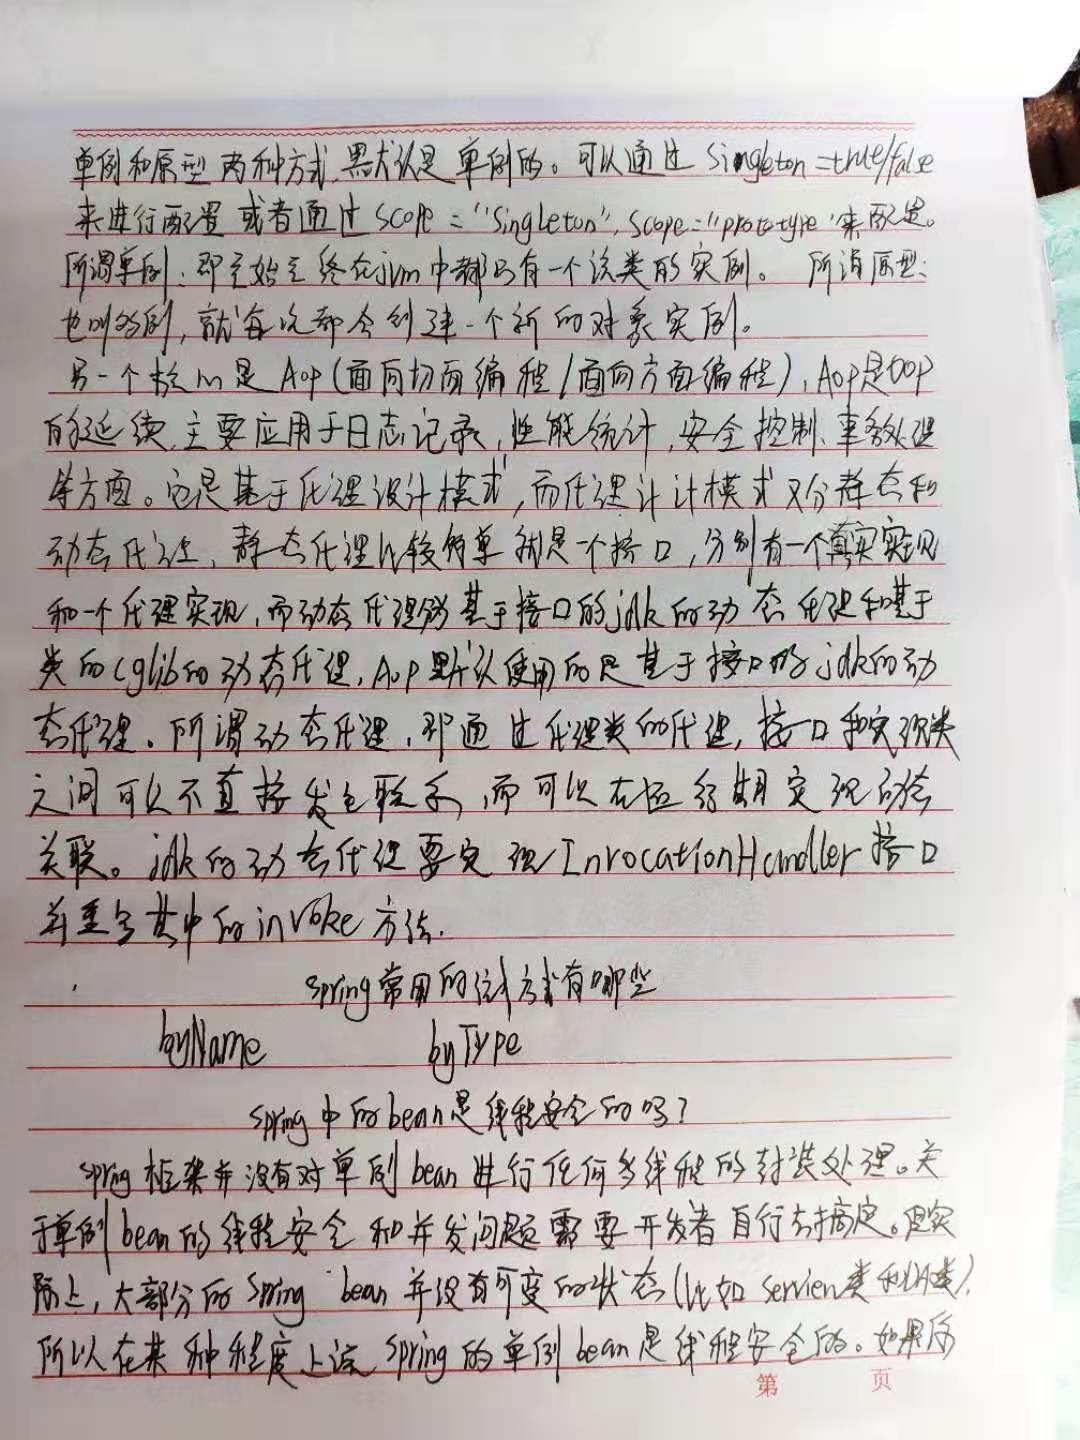 单例和原型两种方式,默认是单例的。可以通过singleton=true/false
来进行配置或者通过scope="singleton",scope="prototype"来配置。
所谓单例:即至始至终在jvm中都只有一个该类的实例。所谓原型:
也叫多例,就每次都会创建一个新的对象实例。
另一个核心是Aop(面向切面编程/面向方面编程),Aop是OOP
的延续,主要应用于日志记录,性能统计,安全控制、事务处理
等方面。它是基于代理设计模式,而代理计计模式又分静态和
动态代理,静态代理比较简单就是一个接口,分别有一个真实实现
和一个代理实现,而动态代理分基于接口的jdk的动态代理和基于
类的cglib的动态代理,Aop默认使用的是基于接口的jdk的动
态代理。所谓动态代理,即通过代理类的代理,接口和实现类
之间可以不直接发生联系,而可以在运行期实现动态
关联。jdk的动态代理要实现InvocationHandler接口
并重写其中的invoke方法.
spring常用的注入方式有哪些
byName byType
spring中的bean是线程安全的吗?
spring框架并没有对单例bean进行任何多线程的封装处理。关
于单例bean的线程安全和并发问题需要开发者自行去搞定。但实
际上,大部分的Spring bean并没有可变的状态(比如Servien类和DAO类),
所以在某种程度上说spring的单例bean是线程安全的。如果你
第 页